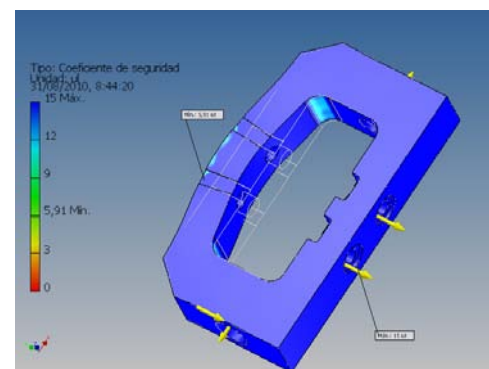 Tipo: Coeficiente de seguridad
Unidad: ul
31/08/2010, 8:44:20
15 Máx.
12
9
5,91 Mín.
3
0